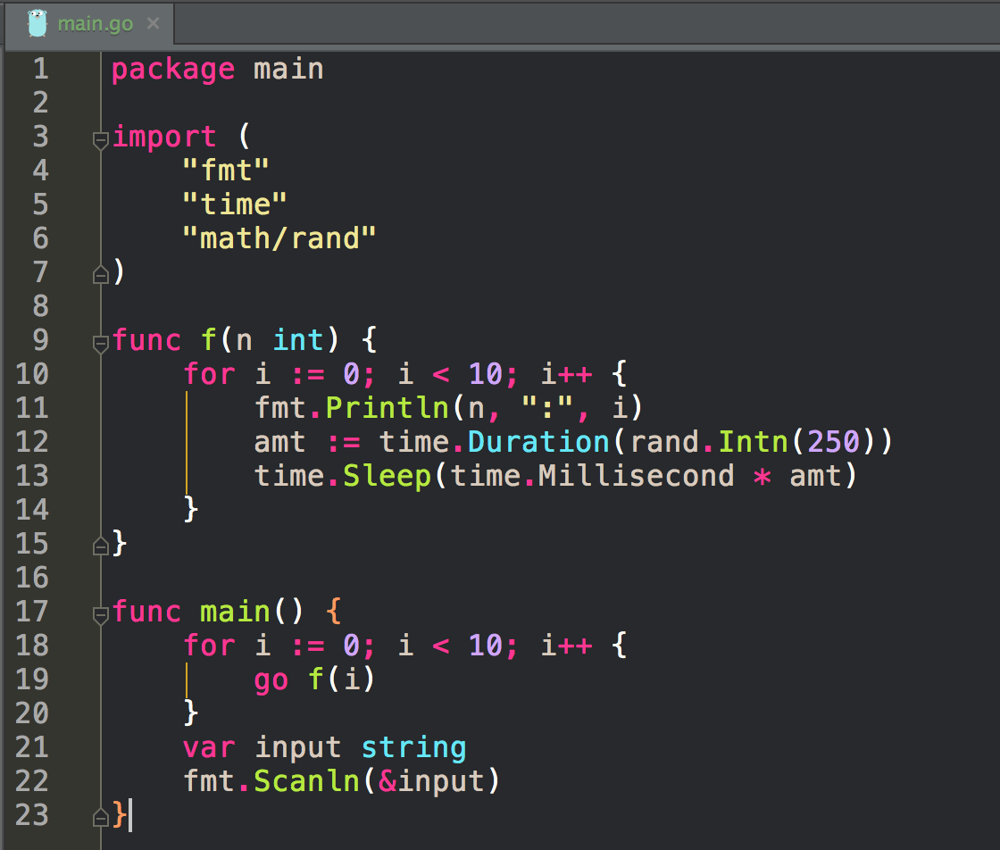 main.go ×
1 package main
2
3 import (
4     "fmt"
5     "time"
6     "math/rand"
7 )
8
9 func f(n int) {
10     for i := 0; i < 10; i++ {
11         fmt.Println(n, ":", i)
12         amt := time.Duration(rand.Intn(250))
13         time.Sleep(time.Millisecond * amt)
14     }
15 }
16
17 func main() {
18     for i := 0; i < 10; i++ {
19         go f(i)
20     }
21     var input string
22     fmt.Scanln(&input)
23 }